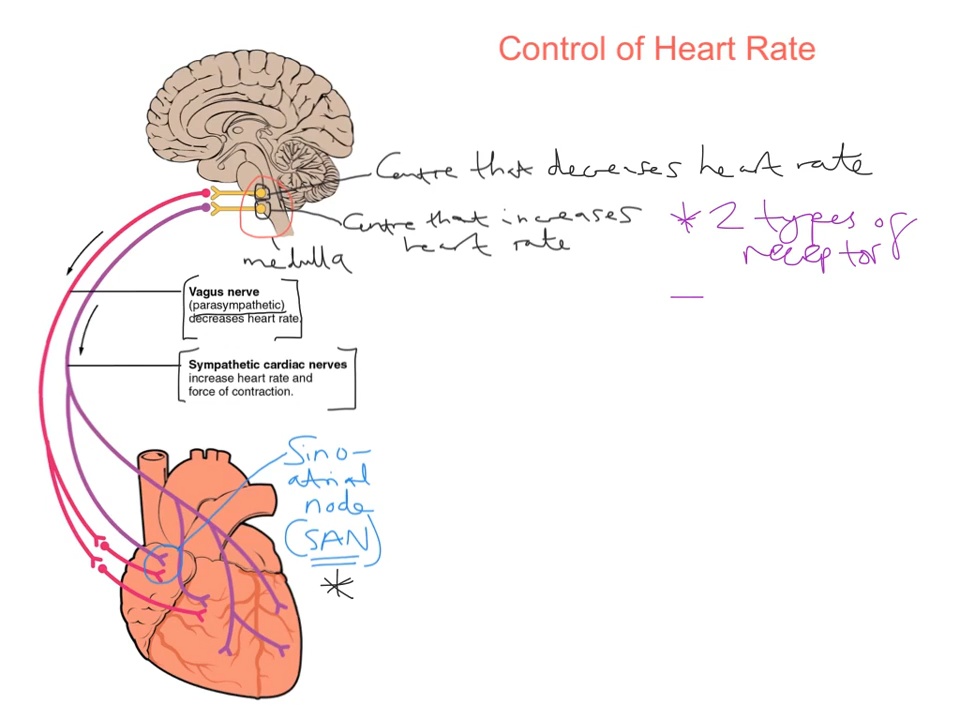 Control of Heart Rate
Centre that decreases heart rate
Centre that increases
heart rate
* 2 types of
receptor
—
medulla
Vagus nerve
(parasympathetic)
decreases heart rate.
Sympathetic cardiac nerves
increase heart rate and
force of contraction.
Sino-
atrial
node
(SAN)
*